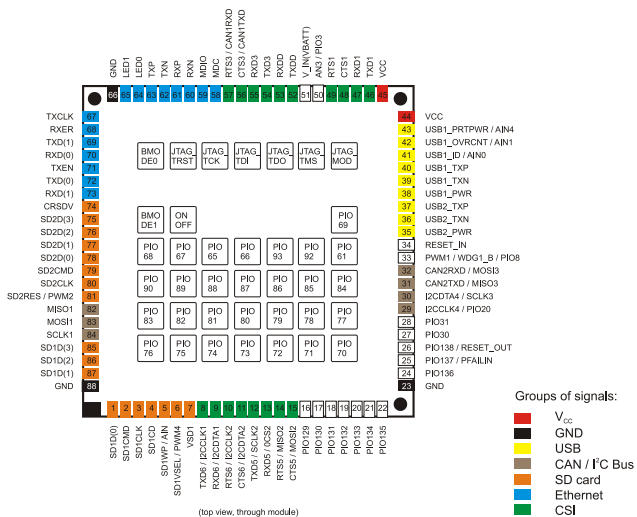 GND
LED1
LED0
TXP
TXN
RXP
RXN
MDIO
MDC
RTS3 / CAN1RXD
CTS3 / CAN1TXD
RXD3
TXD3
RXDD
TXDD
V_IN(VBATT)
AN3 / PIO3
RTS1
CTS1
RXD1
TXD1
VCC
66 65 64 63 62 61 60 59 58 57 56 55 54 53 52 51 50 49 48 47 46 45
TXCLK 67
RXER 68
TXD(1) 69
RXD(0) 70
TXEN 71
TXD(0) 72
RXD(1) 73
CRSDV 74
SD2D(3) 75
SD2D(2) 76
SD2D(1) 77
SD2D(0) 78
SD2CMD 79
SD2CLK 80
SD2RES / PWM2 81
MISO1 82
MOSI1 83
SCLK1 84
SD1D(3) 85
SD1D(2) 86
SD1D(1) 87
GND 88
BMO DE0
JTAG_ TRST
JTAG_ TCK
JTAG_ TDI
JTAG_ TDO
JTAG_ TMS
JTAG_ MOD
BMO DE1
ON OFF
PIO 69
PIO 68
PIO 67
PIO 65
PIO 66
PIO 93
PIO 92
PIO 61
PIO 90
PIO 89
PIO 88
PIO 87
PIO 86
PIO 85
PIO 84
PIO 83
PIO 82
PIO 81
PIO 80
PIO 79
PIO 78
PIO 77
PIO 76
PIO 75
PIO 74
PIO 73
PIO 72
PIO 71
PIO 70
44 VCC
43 USB1_PRTPWR / AIN4
42 USB1_OVRCNT / AIN1
41 USB1_ID / AIN0
40 USB1_TXP
39 USB1_TXN
38 USB1_PWR
37 USB2_TXP
36 USB2_TXN
35 USB2_PWR
34 RESET_IN
33 PWM1 / WDG1_B / PIO8
32 CAN2RXD / MOSI3
31 CAN2TXD / MISO3
30 I2CDTA4 / SCLK3
29 I2CCLK4 / PIO20
28 PIO31
27 PIO30
26 PIO138 / RESET_OUT
25 PIO137 / PFAILIN
24 PIO136
23 GND
1 2 3 4 5 6 7 8 9 10 11 12 13 14 15 16 17 18 19 20 21 22
SD1D(0)
SD1CMD
SD1CLK
SD1CD
SD1WP / AIN
SD1VSEL / PWM4
VSD1
TXD6 / I2CCLK1
RXD6 / I2CDTA1
RTS6 / I2CCLK2
CTS6 / I2CDTA2
TXD5 / SCLK2
RXD5 / 0CS2
RTS5 / MISO2
CTS5 / MOSI2
PIO129
PIO130
PIO131
PIO132
PIO133
PIO134
PIO135
(top view, through module)
Groups of signals:
VCC
GND
USB
CAN / I²C Bus
SD card
Ethernet
CSI